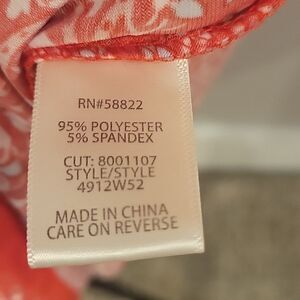 RN#58822
95% POLYESTER
5% SPANDEX
CUT: 8001107
STYLE/STYLE
4912W52
MADE IN CHINA
CARE ON REVERSE